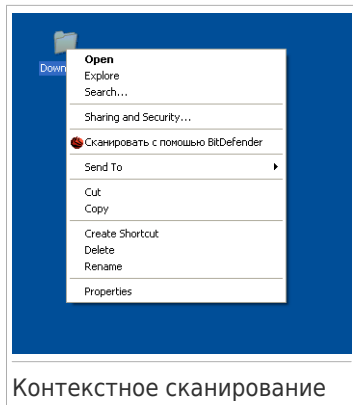 Down
Open
Explore
Search...
Sharing and Security...
Сканировать с помошью BitDefender
Send To
Cut
Copy
Create Shortcut
Delete
Rename
Properties
Контекстное сканирование